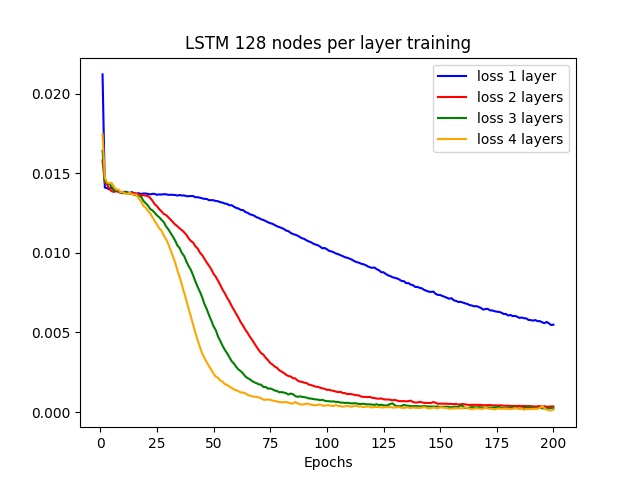 LSTM 128 nodes per layer training
loss 1 layer
loss 2 layers
loss 3 layers
loss 4 layers
0.020
0.015
0.010
0.005
0.000
0 25 50 75 100 125 150 175 200
Epochs